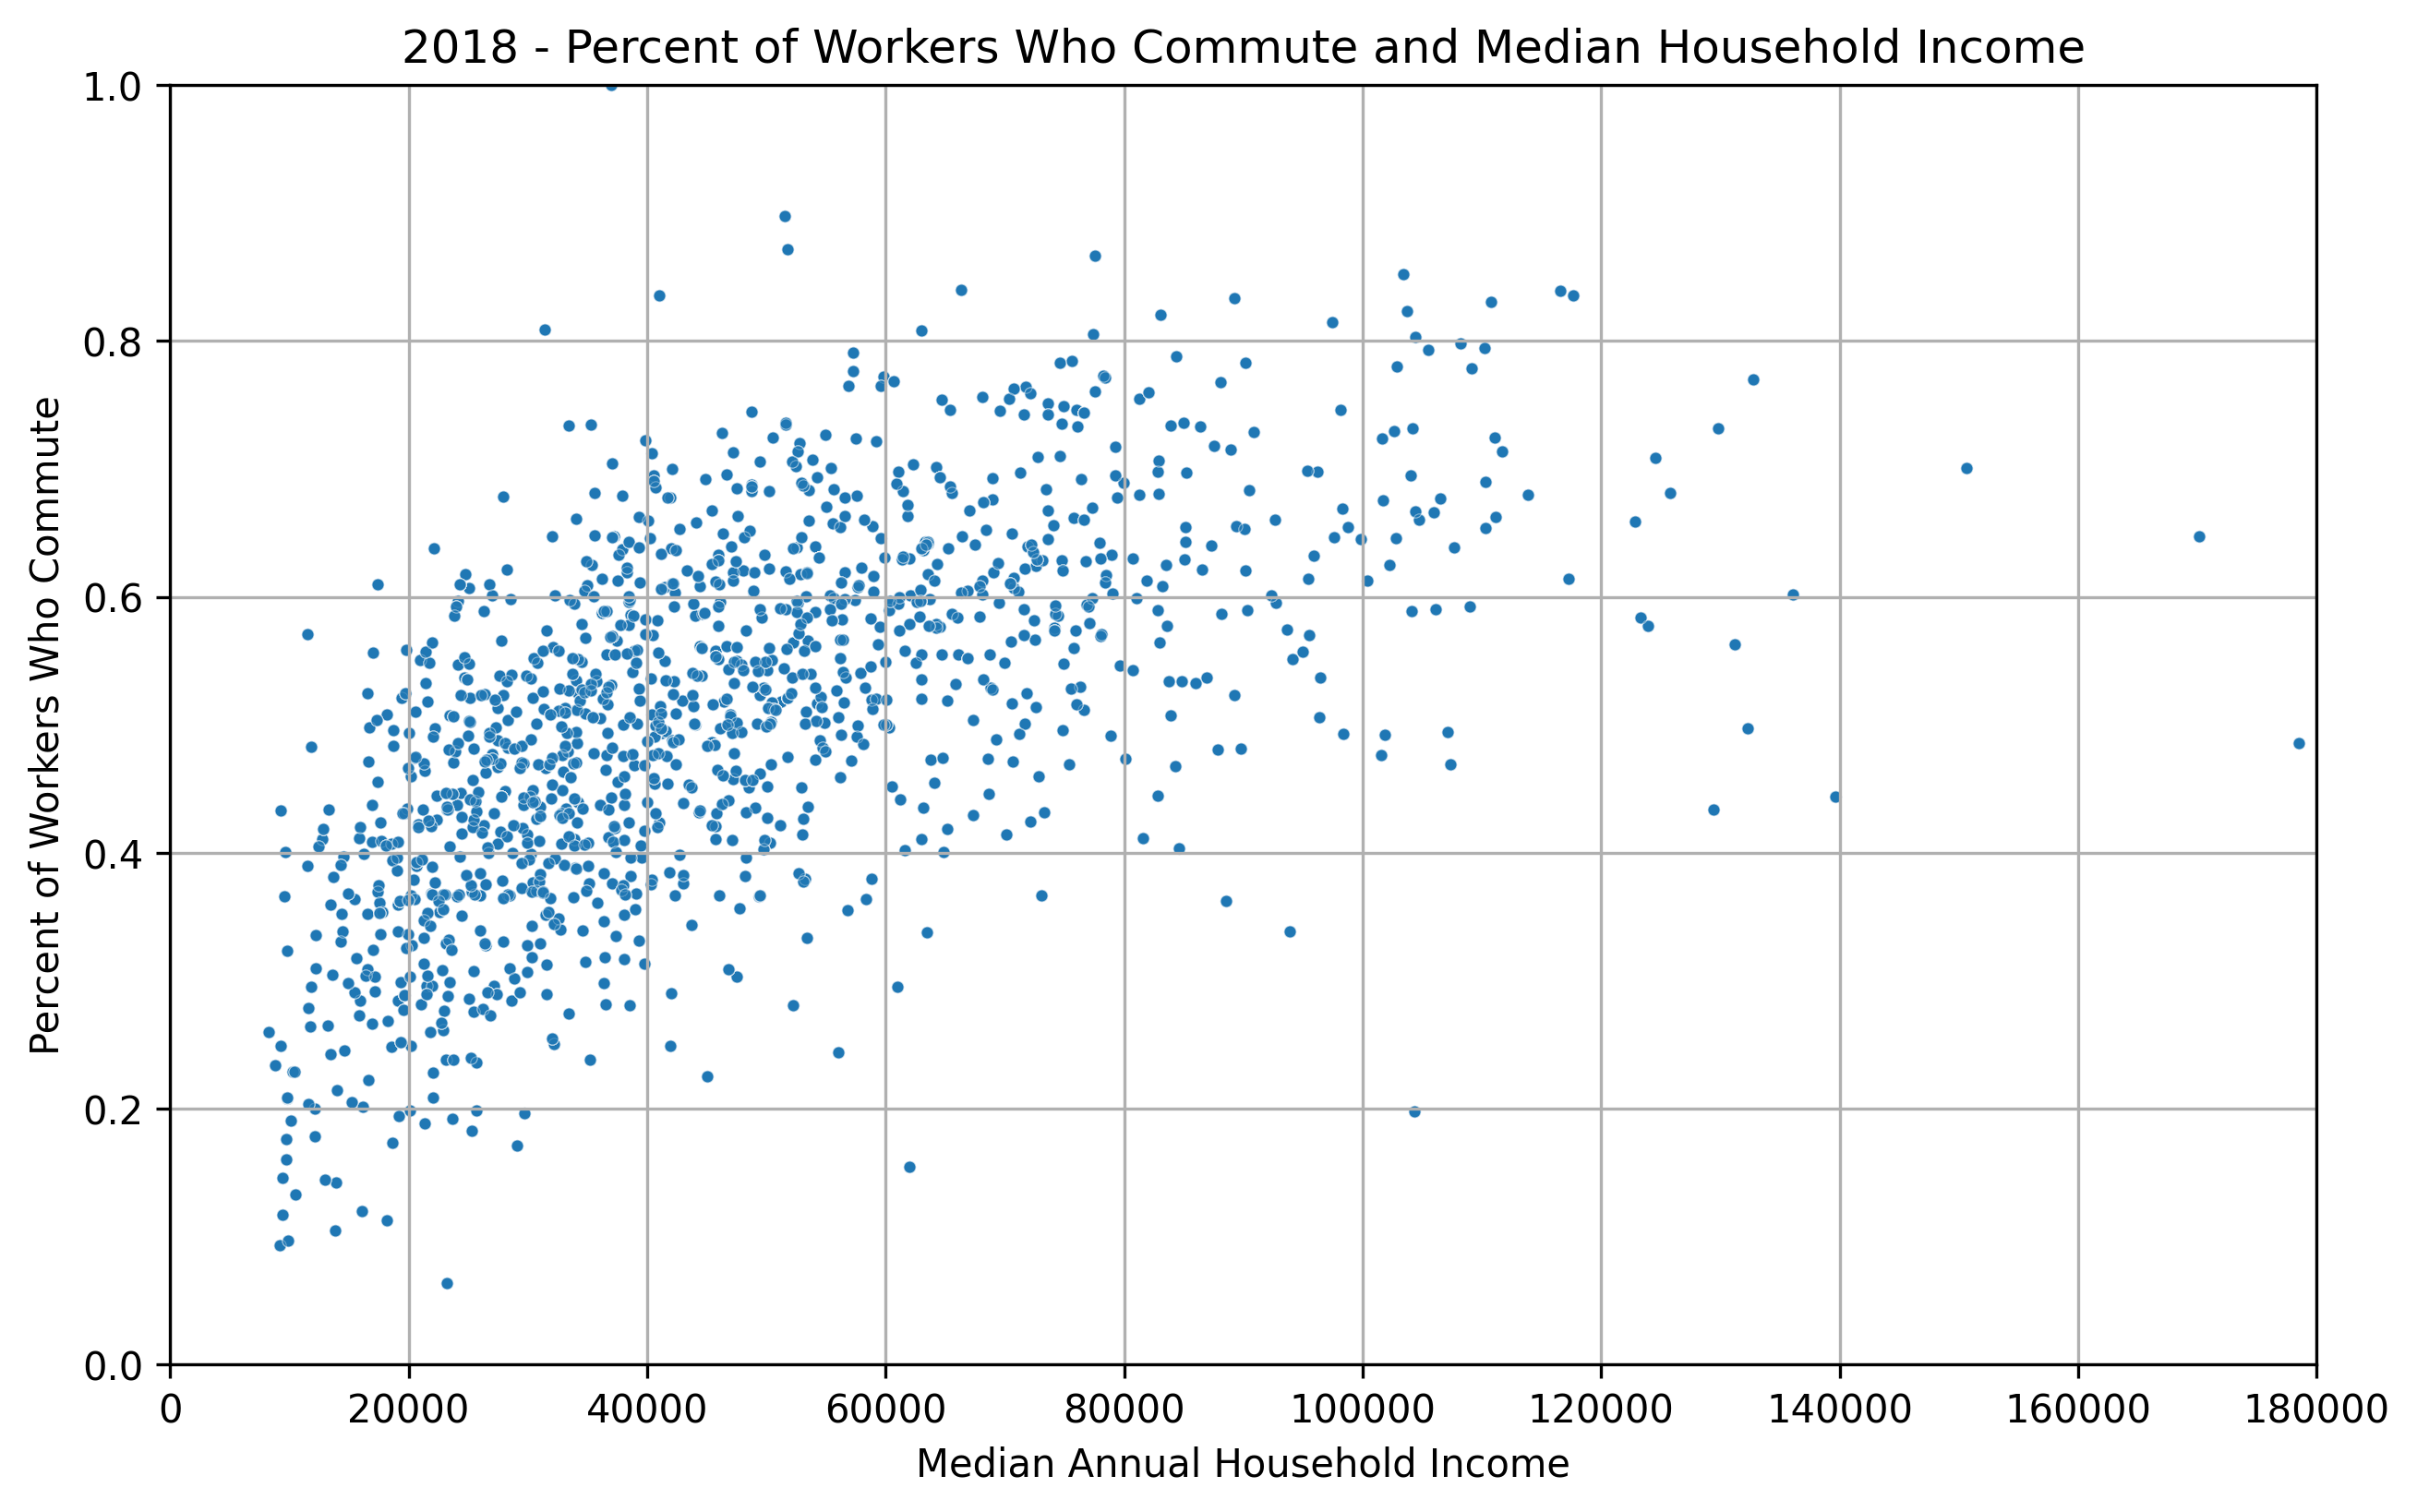 2018 - Percent of Workers Who Commute and Median Household Income
1.0
0.8
0.6
0.4
0.2
0.0
Percent of Workers Who Commute
0 20000 40000 60000 80000 100000 120000 140000 160000 180000
Median Annual Household Income